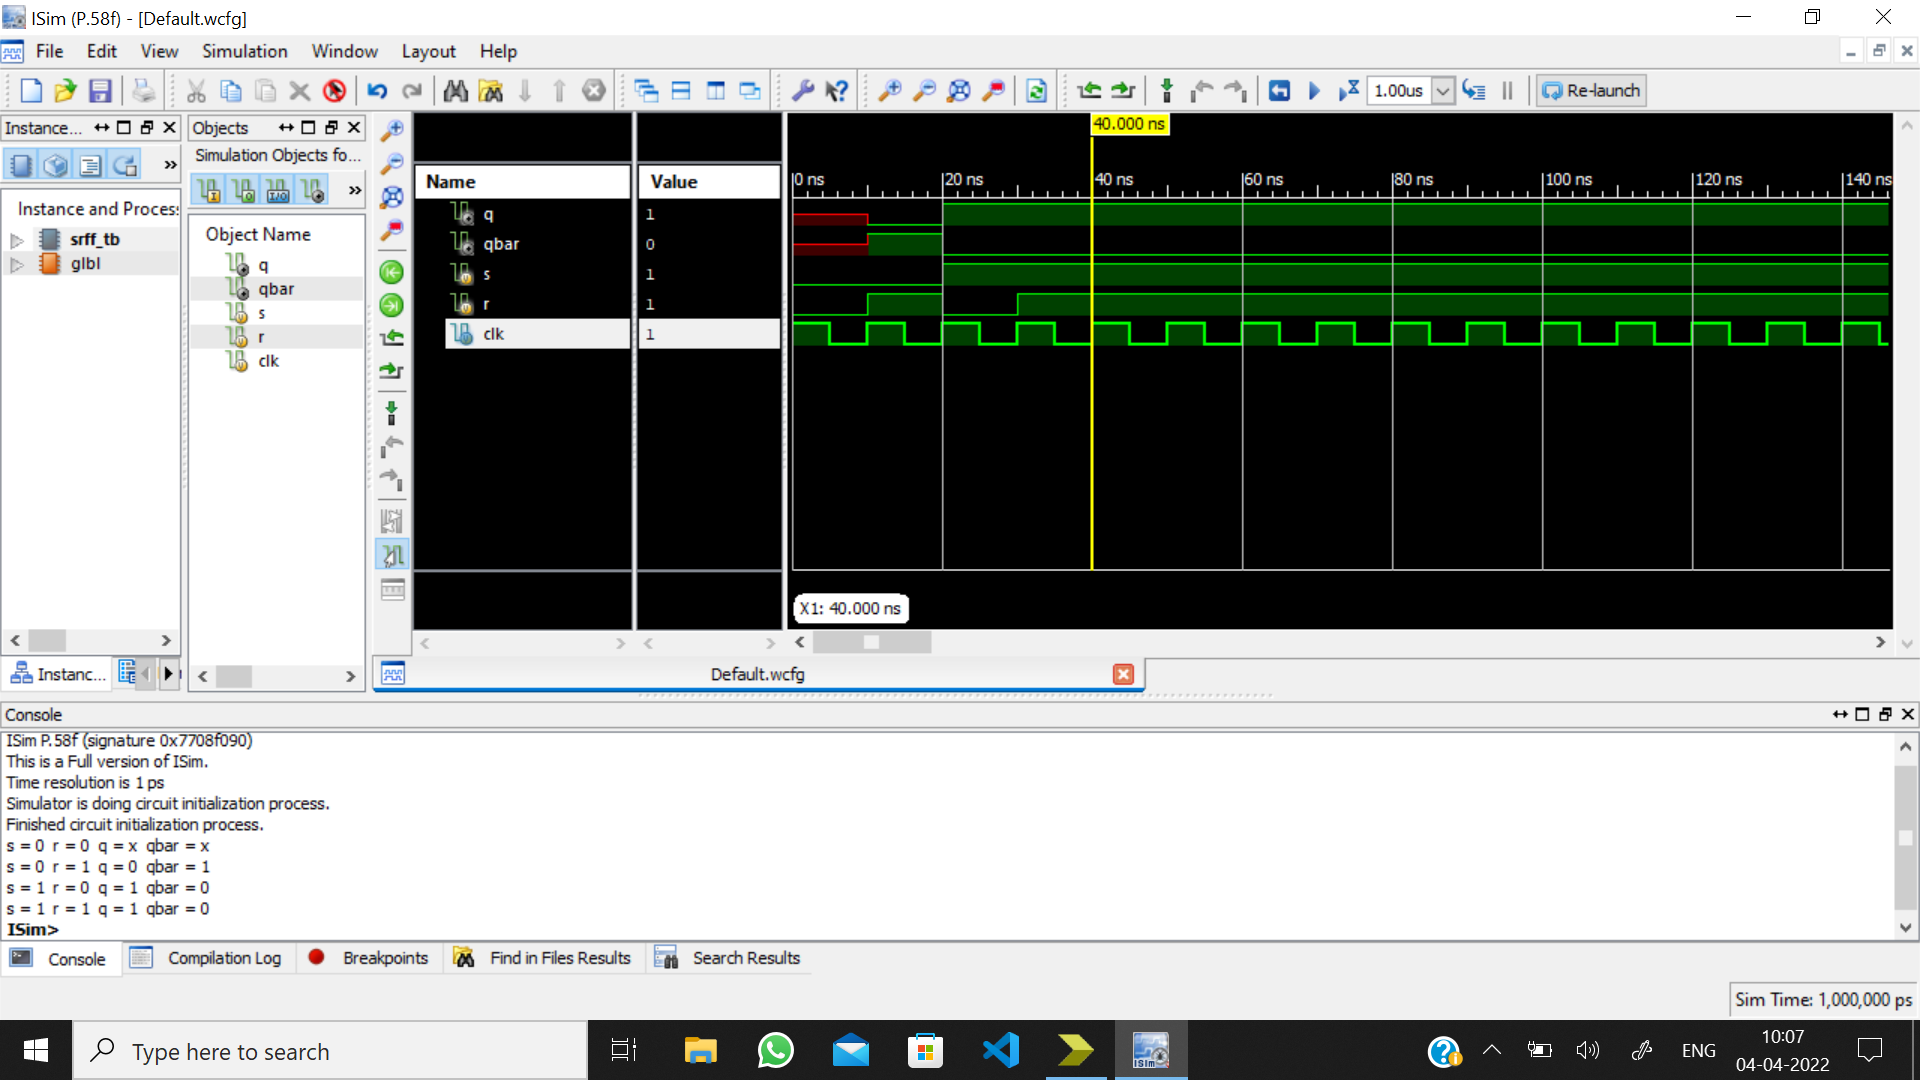 ISim (P.58f) - [Default.wcfg]
File Edit View Simulation Window Layout Help
1.00us
Re-launch
Instance...
Objects
Simulation Objects fo...
Instance and Process
srff_tb
glbl
Object Name
q
qbar
s
r
clk
Name Value
q 1
qbar 0
s 1
r 1
clk 1
40.000 ns
0 ns 20 ns 40 ns 60 ns 80 ns 100 ns 120 ns 140 ns
X1: 40.000 ns
Instanc...
Default.wcfg
Console
ISim P.58f (signature 0x7708f090)
This is a Full version of ISim.
Time resolution is 1 ps
Simulator is doing circuit initialization process.
Finished circuit initialization process.
s = 0 r = 0 q = x qbar = x
s = 0 r = 1 q = 0 qbar = 1
s = 1 r = 0 q = 1 qbar = 0
s = 1 r = 1 q = 1 qbar = 0
ISim>
Console Compilation Log Breakpoints Find in Files Results Search Results
Sim Time: 1,000,000 ps
Type here to search
ISim
ENG
10:07
04-04-2022